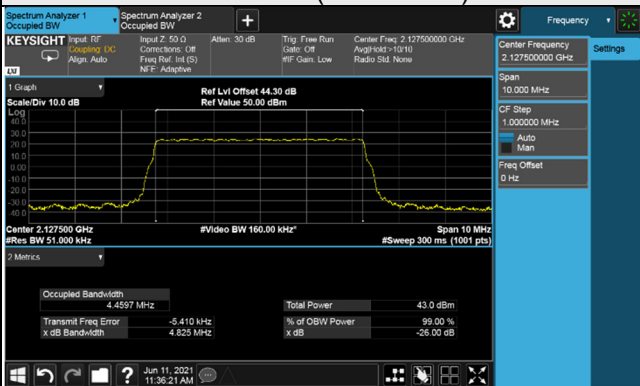 Spectrum Analyzer 1
Occupied BW
Spectrum Analyzer 2
Occupied BW
+
Frequency
KEYSIGHT
Input: RF
Coupling: DC
Align: Auto
Input Z: 50 Ω
Corrections: Off
Freq Ref: Int (S)
NFE: Adaptive
Atten: 30 dB
Trig: Free Run
Gate: Off
#IF Gain: Low
Center Freq: 2.127500000 GHz
Avg|Hold:>10/10
Radio Std: None
LXI
Center Frequency
2.127500000 GHz
Settings
Span
10.000 MHz
CF Step
1.000000 MHz
Auto
Man
Freq Offset
0 Hz
1 Graph
Scale/Div 10.0 dB
Ref Lvl Offset 44.30 dB
Ref Value 50.00 dBm
Log
40.0
30.0
20.0
10.0
0.00
-10.0
-20.0
-30.0
-40.0
Center 2.127500 GHz
#Res BW 51.000 kHz
#Video BW 160.00 kHz*
Span 10 MHz
#Sweep 300 ms (1001 pts)
2 Metrics
Occupied Bandwidth
4.4597 MHz
Total Power 43.0 dBm
Transmit Freq Error -5.410 kHz
% of OBW Power 99.00 %
x dB Bandwidth 4.825 MHz
x dB -26.00 dB
?
Jun 11, 2021
11:36:21 AM